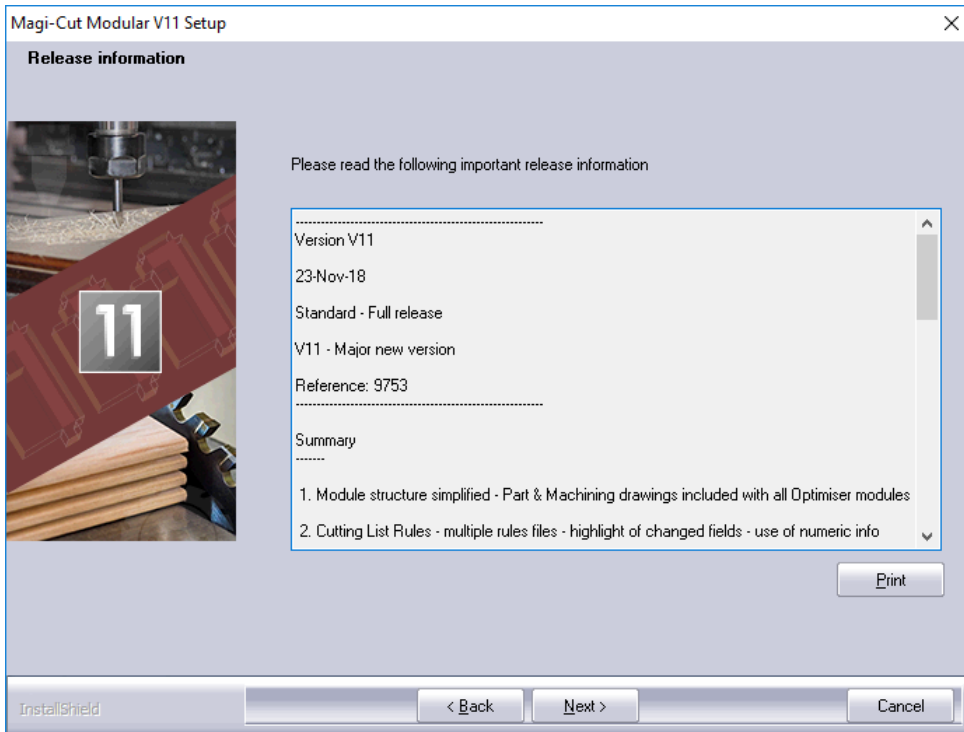 Magi-Cut Modular V11 Setup
Release information
11
Please read the following important release information
------------------------------------------------------------
Version V11
23-Nov-18
Standard - Full release
V11 - Major new version
Reference: 9753
------------------------------------------------------------
Summary
-------
1. Module structure simplified - Part & Machining drawings included with all Optimiser modules
2. Cutting List Rules - multiple rules files - highlight of changed fields - use of numeric info
Print
InstallShield
< Back
Next >
Cancel